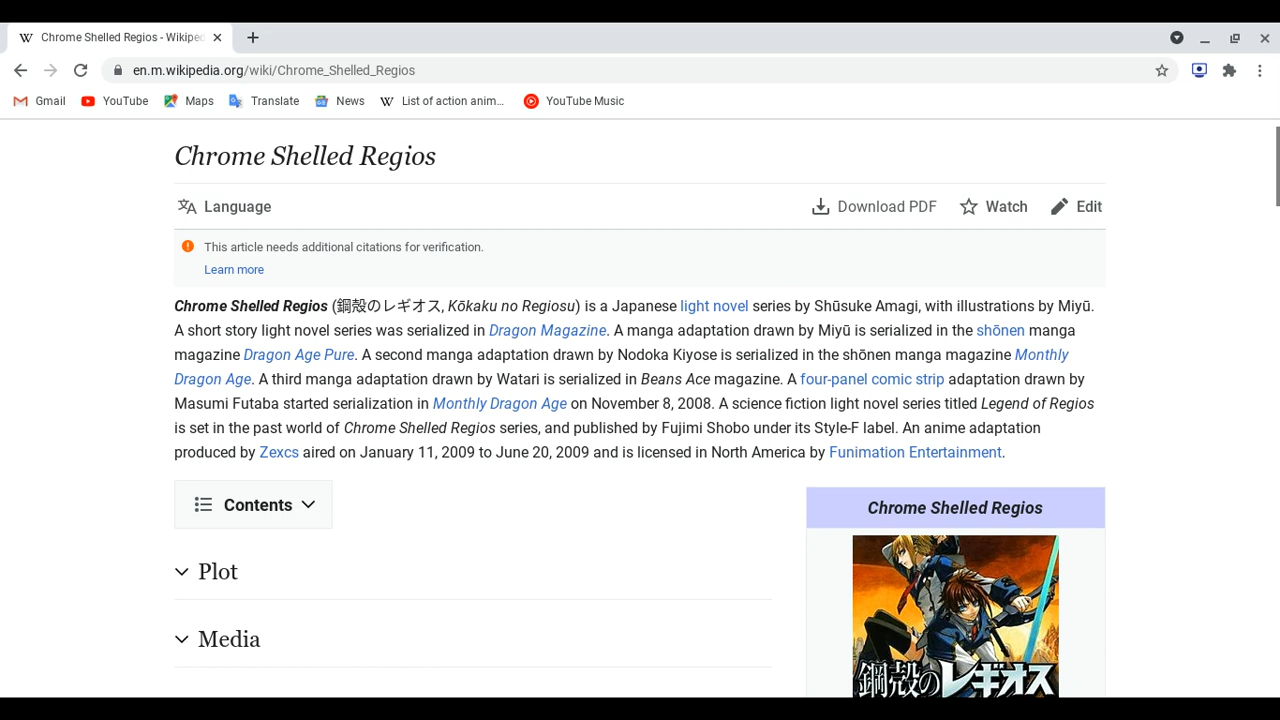 Chrome Shelled Regios - Wikiped
en.m.wikipedia.org/wiki/Chrome_Shelled_Regios
Gmail YouTube Maps Translate News List of action anim… YouTube Music
Chrome Shelled Regios
Language Download PDF Watch Edit
This article needs additional citations for verification.
Learn more
Chrome Shelled Regios (鋼殻のレギオス, Kōkaku no Regiosu) is a Japanese light novel series by Shūsuke Amagi, with illustrations by Miyū.
A short story light novel series was serialized in Dragon Magazine. A manga adaptation drawn by Miyū is serialized in the shōnen manga
magazine Dragon Age Pure. A second manga adaptation drawn by Nodoka Kiyose is serialized in the shōnen manga magazine Monthly
Dragon Age. A third manga adaptation drawn by Watari is serialized in Beans Ace magazine. A four-panel comic strip adaptation drawn by
Masumi Futaba started serialization in Monthly Dragon Age on November 8, 2008. A science fiction light novel series titled Legend of Regios
is set in the past world of Chrome Shelled Regios series, and published by Fujimi Shobo under its Style-F label. An anime adaptation
produced by Zexcs aired on January 11, 2009 to June 20, 2009 and is licensed in North America by Funimation Entertainment.
Contents
Chrome Shelled Regios
Plot
Media
鋼殻のレギオス